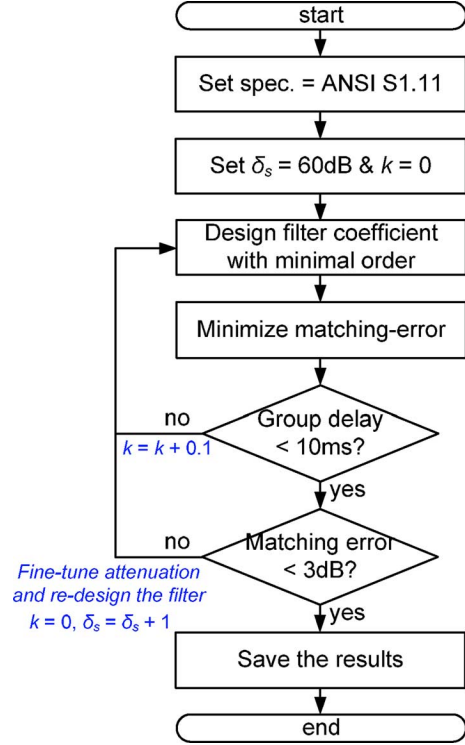 start
Set spec. = ANSI S1.11
Set δs = 60dB & k = 0
Design filter coefficient
with minimal order
Minimize matching-error
no
Group delay
< 10ms?
k = k + 0.1
yes
no
Matching error
< 3dB?
Fine-tune attenuation
and re-design the filter
k = 0, δs = δs + 1
yes
Save the results
end